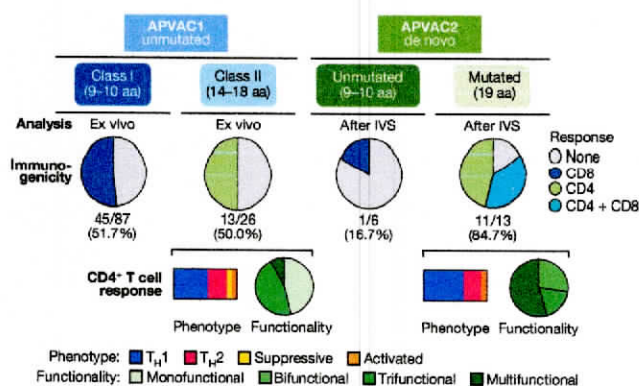 APVAC1
unmutated
APVAC2
de novo
Class I
(9–10 aa)
Class II
(14–18 aa)
Unmutated
(9–10 aa)
Mutated
(19 aa)
Analysis
Ex vivo
Ex vivo
After IVS
After IVS
Immuno-
genicity
Response
None
CD8
CD4
CD4 + CD8
45/87
(51.7%)
13/26
(50.0%)
1/6
(16.7%)
11/13
(84.7%)
CD4⁺ T cell
response
Phenotype Functionality
Phenotype Functionality
Phenotype: TH1 TH2 Suppressive Activated
Functionality: Monofunctional Bifunctional Trifunctional Multifunctional